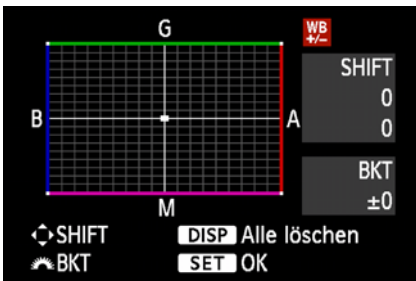 G
WB
+/−
SHIFT
0
0
B
A
BKT
±0
M
SHIFT
DISP Alle löschen
BKT
SET OK